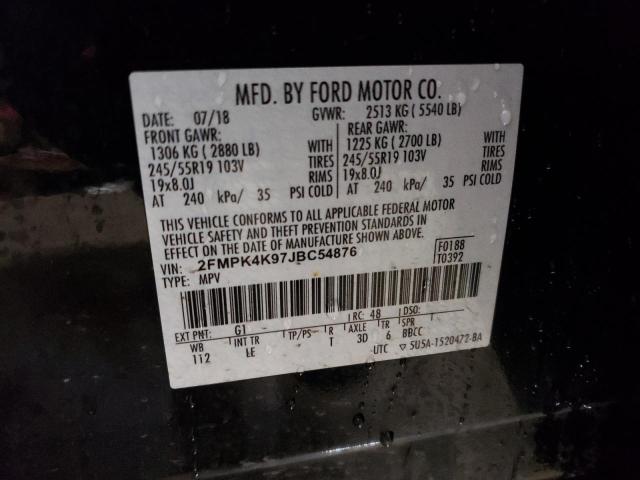 MFD. BY FORD MOTOR CO.
DATE: 07/18 GVWR: 2513 KG ( 5540 LB)
FRONT GAWR: REAR GAWR:
1306 KG ( 2880 LB) WITH 1225 KG ( 2700 LB) WITH
245/55R19 103V TIRES 245/55R19 103V TIRES
19x8.0J RIMS 19x8.0J RIMS
AT 240 kPa/ 35 PSI COLD AT 240 kPa/ 35 PSI COLD
THIS VEHICLE CONFORMS TO ALL APPLICABLE FEDERAL MOTOR
VEHICLE SAFETY AND THEFT PREVENTION STANDARDS IN
EFFECT ON THE DATE OF MANUFACTURE SHOWN ABOVE.
VIN: 2FMPK4K97JBC54876 F0188
TYPE: MPV T0392
EXT PNT: G1 RC: 48 DSO:
WB INT TR TP/PS R AXLE TR SPR
112 LE T 3D 6 BBCC
UTC ▽ 5U5A-1520472-BA